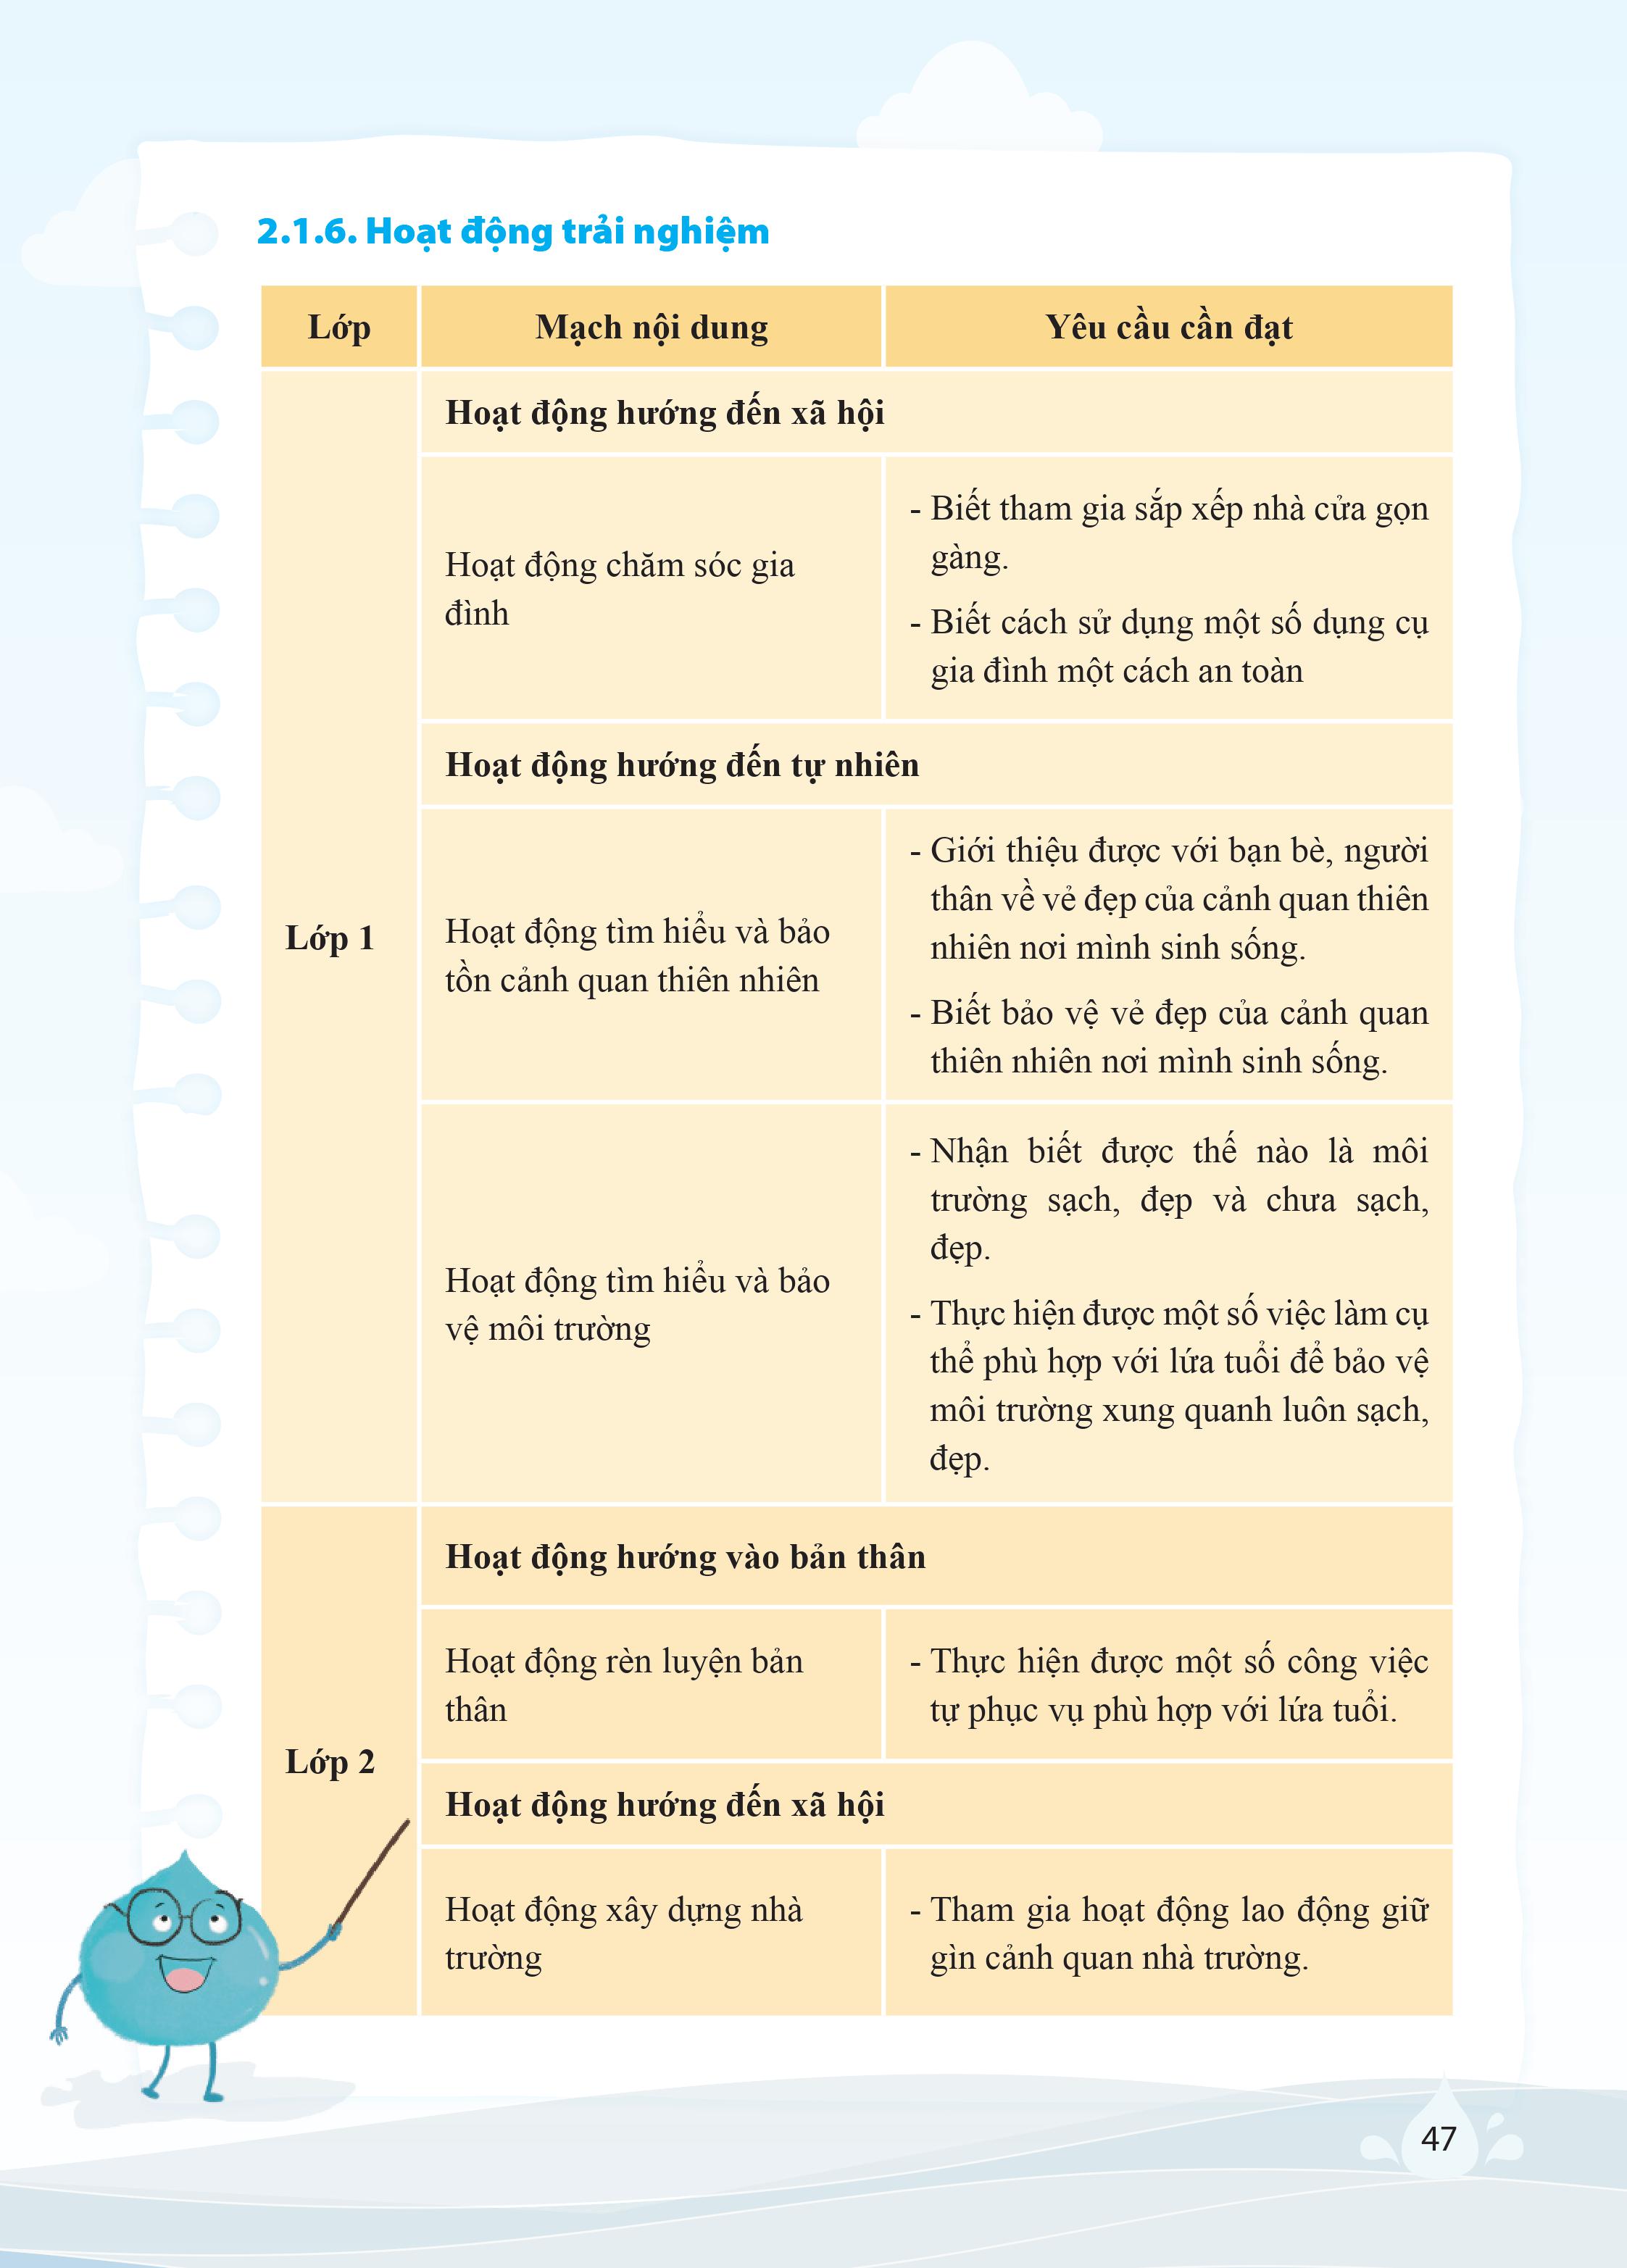 2.1.6. Hoạt động trải nghiệm
Lớp
Mạch nội dung
Yêu cầu cần đạt
Lớp 1
Hoạt động hướng đến xã hội
Hoạt động chăm sóc gia
đình
- Biết tham gia sắp xếp nhà cửa gọn
gàng.
- Biết cách sử dụng một số dụng cụ
gia đình một cách an toàn
Hoạt động hướng đến tự nhiên
Hoạt động tìm hiểu và bảo
tồn cảnh quan thiên nhiên
- Giới thiệu được với bạn bè, người
thân về vẻ đẹp của cảnh quan thiên
nhiên nơi mình sinh sống.
- Biết bảo vệ vẻ đẹp của cảnh quan
thiên nhiên nơi mình sinh sống.
Hoạt động tìm hiểu và bảo
vệ môi trường
- Nhận biết được thế nào là môi
trường sạch, đẹp và chưa sạch,
đẹp.
- Thực hiện được một số việc làm cụ
thể phù hợp với lứa tuổi để bảo vệ
môi trường xung quanh luôn sạch,
đẹp.
Lớp 2
Hoạt động hướng vào bản thân
Hoạt động rèn luyện bản
thân
- Thực hiện được một số công việc
tự phục vụ phù hợp với lứa tuổi.
Hoạt động hướng đến xã hội
Hoạt động xây dựng nhà
trường
- Tham gia hoạt động lao động giữ
gìn cảnh quan nhà trường.
47